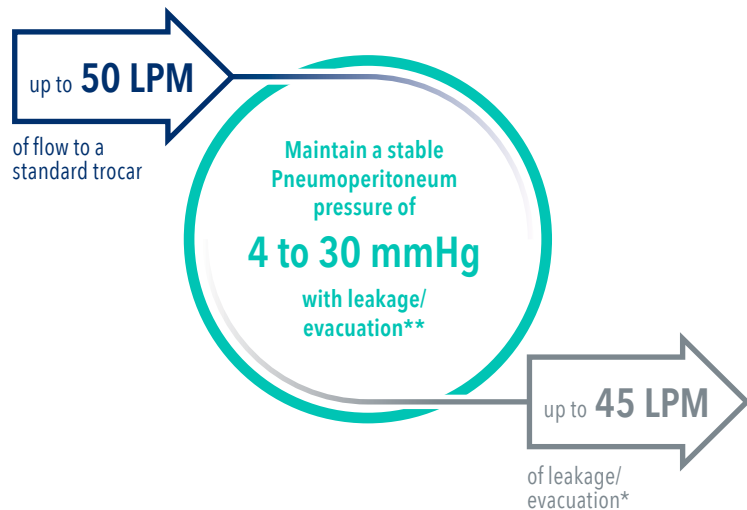 up to 50 LPM
of flow to a
standard trocar
Maintain a stable
Pneumoperitoneum
pressure of
4 to 30 mmHg
with leakage/
evacuation**
up to 45 LPM
of leakage/
evacuation*